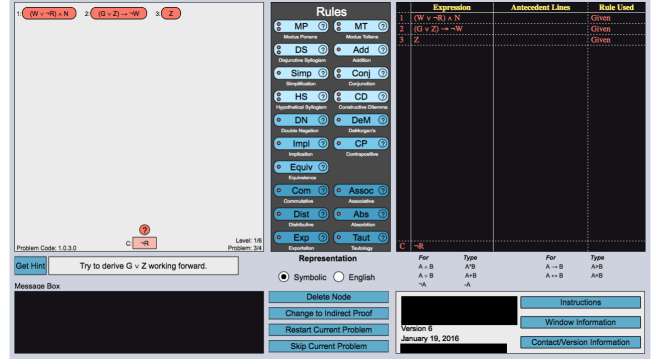 1: (W ∨ ¬R) ∧ N 2: (G ∨ Z) → ¬W 3: Z
?
C: ¬R
Problem Code: 1.0.3.0
Level: 1/6
Problem: 3/4
Get Hint Try to derive G ∨ Z working forward.
Message Box
Rules
MP ? MT ?
Modus Ponens Modus Tollens
DS ? Add ?
Disjunctive Syllogism Addition
Simp ? Conj ?
Simplification Conjunction
HS ? CD ?
Hypothetical Syllogism Constructive Dilemma
DN ? DeM ?
Double Negation DeMorgan's
Impl ? CP ?
Implication Contrapositive
Equiv ?
Equivalence
Com ? Assoc ?
Commutative Associative
Dist ? Abs ?
Distributive Absorbtion
Exp ? Taut ?
Exportation Tautology
Representation
Symbolic English
Delete Node
Change to Indirect Proof
Restart Current Problem
Skip Current Problem
Expression Antecedent Lines Rule Used
1 (W ∨ ¬R) ∧ N Given
2 (G ∨ Z) → ¬W Given
3 Z Given
C ¬R
For Type For Type
A ∧ B A*B A → B A>B
A ∨ B A+B A ↔ B A=B
¬A -A
Version 6
January 19, 2016
Instructions
Window Information
Contact/Version Information